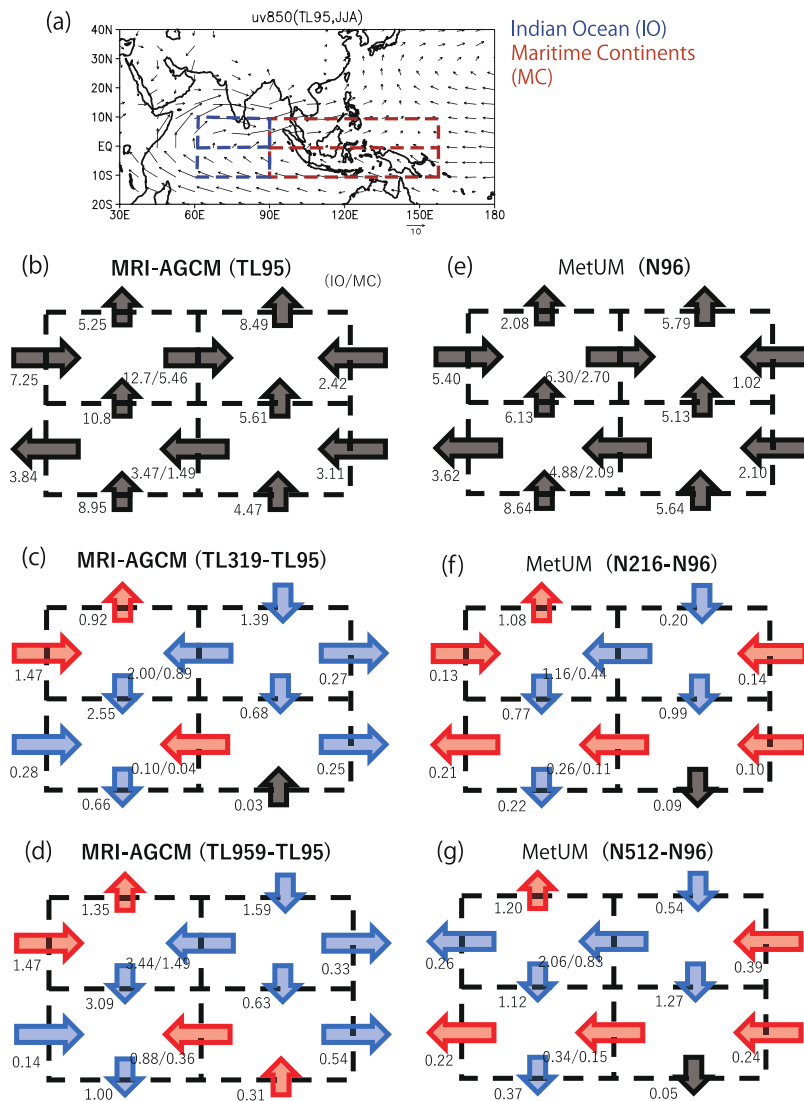 (a)
uv850(TL95,JJA)
Indian Ocean (IO)
Maritime Continents
(MC)
40N
30N
20N
10N
EQ
10S
20S
30E 60E 90E 120E 150E 180
10
(b)
MRI-AGCM (TL95)
(IO/MC)
5.25 8.49
7.25 12.7/5.46 2.42
10.8 5.61
3.84 3.47/1.49 3.11
8.95 4.47
(e)
MetUM (N96)
2.08 5.79
5.40 6.30/2.70 1.02
6.13 5.13
3.62 4.88/2.09 2.10
8.64 5.64
(c)
MRI-AGCM (TL319-TL95)
0.92 1.39
1.47 2.00/0.89 0.27
2.55 0.68
0.28 0.10/0.04 0.25
0.66 0.03
(f)
MetUM (N216-N96)
1.08 0.20
0.13 1.16/0.44 0.14
0.77 0.99
0.21 0.26/0.11 0.10
0.22 0.09
(d)
MRI-AGCM (TL959-TL95)
1.35 1.59
1.47 3.44/1.49 0.33
3.09 0.63
0.14 0.88/0.36 0.54
1.00 0.31
(g)
MetUM (N512-N96)
1.20 0.54
0.26 2.06/0.83 0.39
1.12 1.27
0.22 0.34/0.15 0.24
0.37 0.05